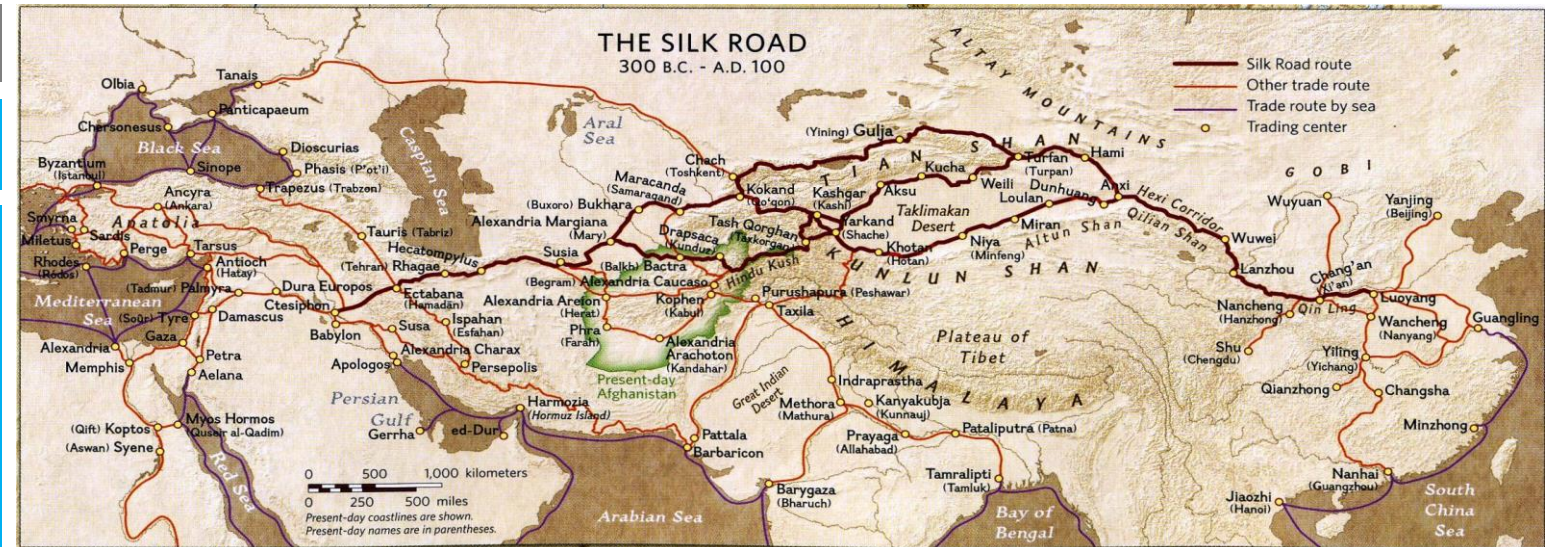 THE SILK ROAD
300 B.C. - A.D. 100
Silk Road route
Other trade route
Trade route by sea
Trading center
ALTAY MOUNTAINS
TIAN SHAN
GOBI
Olbia
Tanais
Panticapaeum
Chersonesus
Black Sea
Dioscurias
Phasis (P'ot'i)
Sinope
Trapezus (Trabzon)
Byzantium
(Istanbul)
Ancyra
(Ankara)
Anatolia
Smyrna
Sardis
Miletus
Perge
Tarsus
Rhodes
(Ródos)
Antioch
(Hatay)
Mediterranean
Sea
(Tadmur) Palmyra
Dura Europos
Ctesiphon
(Soûr) Tyre
Damascus
Gaza
Babylon
Alexandria
Memphis
Petra
Aelana
(Qift) Koptos
Myos Hormos
(Quseir al-Qadim)
(Aswan) Syene
Red Sea
Caspian Sea
Aral
Sea
Tauris (Tabriz)
Hecatompylus
(Tehran) Rhagae
Ectabana
(Hamadān)
Ispahan
(Esfahan)
Susa
Alexandria Charax
Apologos
Persepolis
Persian
Gulf
Gerrha
ed-Dur
Harmozia
(Hormuz Island)
Chach
(Toshkent)
Maracanda
(Samaraqand)
(Buxoro) Bukhara
Alexandria Margiana
(Mary)
Susia
Kokand
(Qo'qon)
(Yining) Gulja
Kashgar
(Kashi)
Aksu
Kucha
Weili
Turfan
(Turpan)
Hami
Anxi
Dunhuang
Loulan
Miran
Hexi Corridor
Qilian Shan
Altun Shan
Taklimakan
Desert
Yarkand
(Shache)
Khotan
(Hotan)
Niya
(Minfeng)
KUNLUN SHAN
Tash Qorghan
(Taxkorgan)
Drapsaca
(Kunduz)
(Balkh) Bactra
Hindu Kush
(Begram) Alexandria Caucaso
Alexandria Areion
(Herat)
Kophen
(Kabul)
Purushapura (Peshawar)
Taxila
Phra
(Farah)
Alexandria
Arachoton
(Kandahar)
Present-day
Afghanistan
Great Indian
Desert
HIMALAYA
Plateau of
Tibet
Indraprastha
Methora
(Mathura)
Kanyakubja
(Kunnauj)
Prayaga
(Allahabad)
Pataliputra (Patna)
Tamralipti
(Tamluk)
Pattala
Barbaricon
Barygaza
(Bharuch)
Arabian Sea
Bay of
Bengal
Wuyuan
Yanjing
(Beijing)
Wuwei
Lanzhou
Chang'an
(Xi'an)
Luoyang
Nancheng
(Hanzhong)
Qin Ling
Wancheng
(Nanyang)
Guangling
Shu
(Chengdu)
Yiling
(Yichang)
Qianzhong
Changsha
Minzhong
Nanhai
(Guangzhou)
Jiaozhi
(Hanoi)
South
China
Sea
0 500 1,000 kilometers
0 250 500 miles
Present-day coastlines are shown.
Present-day names are in parentheses.